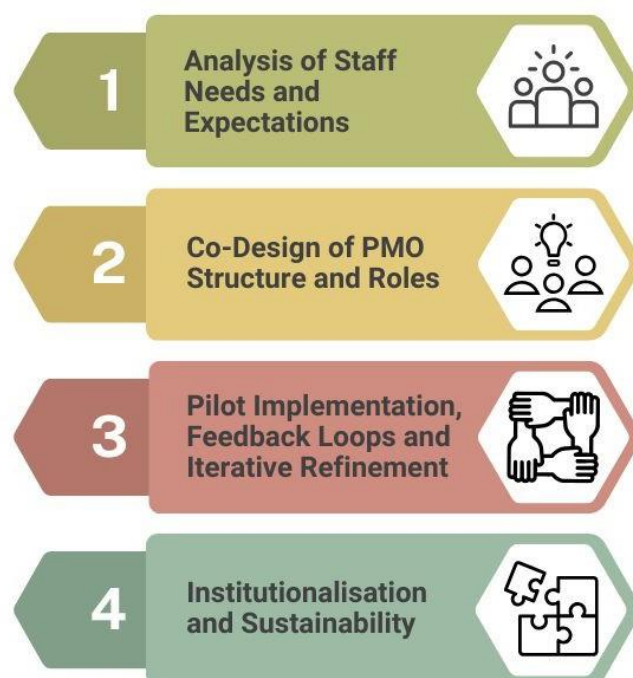 1
Analysis of Staff
Needs and
Expectations
2
Co-Design of PMO
Structure and Roles
3
Pilot Implementation,
Feedback Loops and
Iterative Refinement
4
Institutionalisation
and Sustainability